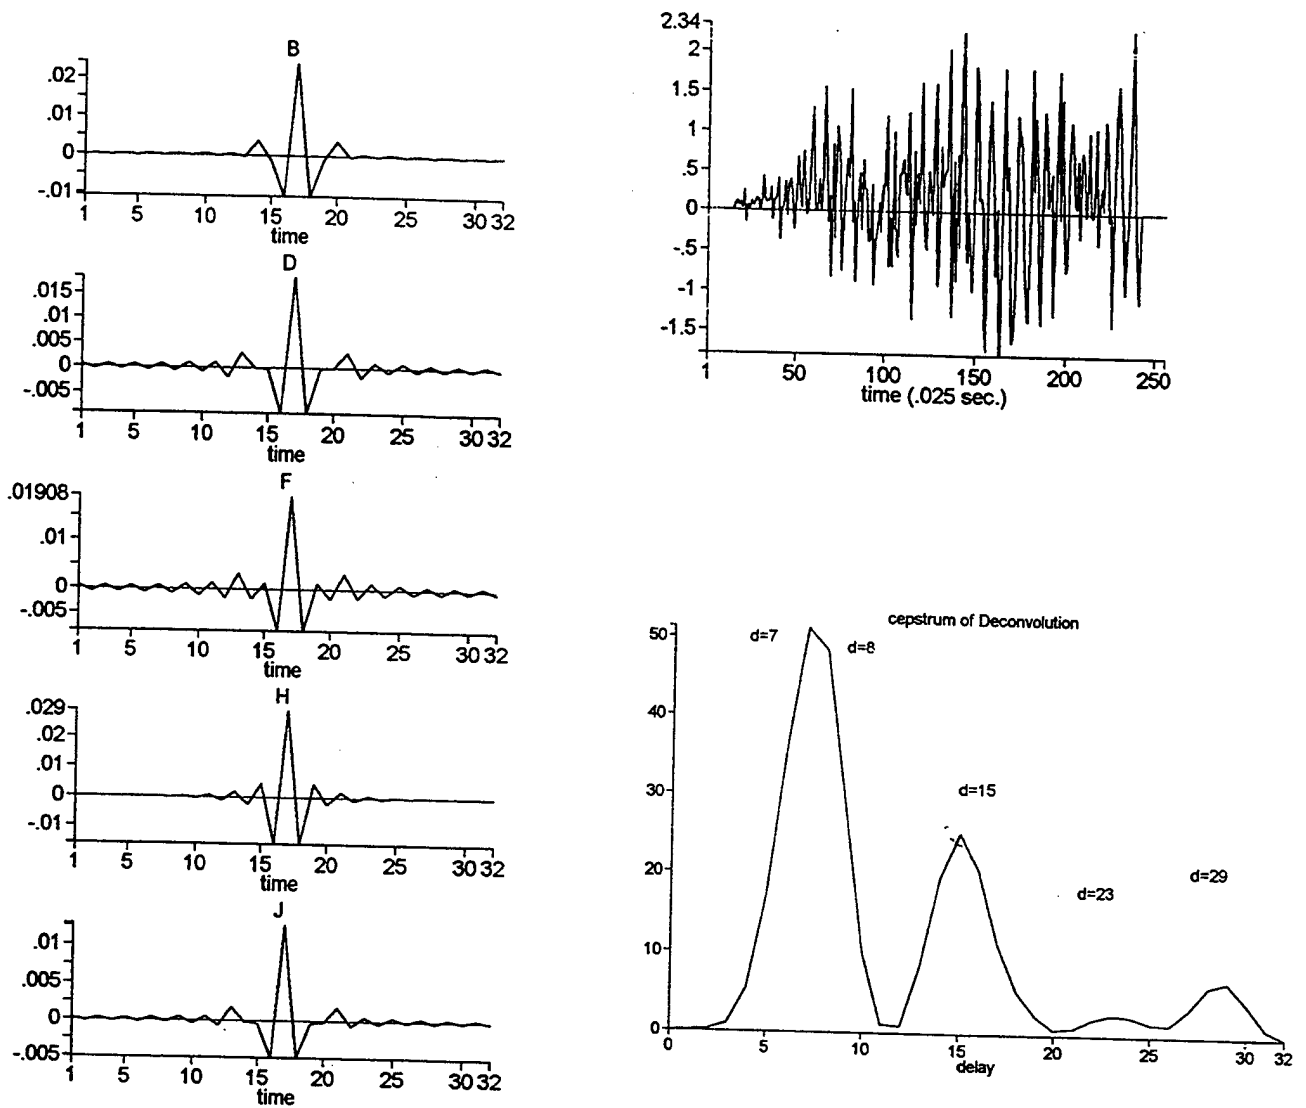 B
.02
.01
0
-.01
1 5 10 15 20 25 30 32
time
D
.015
.01
.005
0
-.005
1 5 10 15 20 25 30 32
time
F
.01908
.01
0
-.005
1 5 10 15 20 25 30 32
time
H
.029
.02
.01
0
-.01
1 5 10 15 20 25 30 32
time
J
.01
.005
0
-.005
1 5 10 15 20 25 30 32
time
2.34
2
1.5
1
.5
0
-.5
-1
-1.5
1 50 100 150 200 250
time (.025 sec.)
cepstrum of Deconvolution
50
40
30
20
10
0
d=7
d=8
d=15
d=23
d=29
0 5 10 15 20 25 30 32
delay